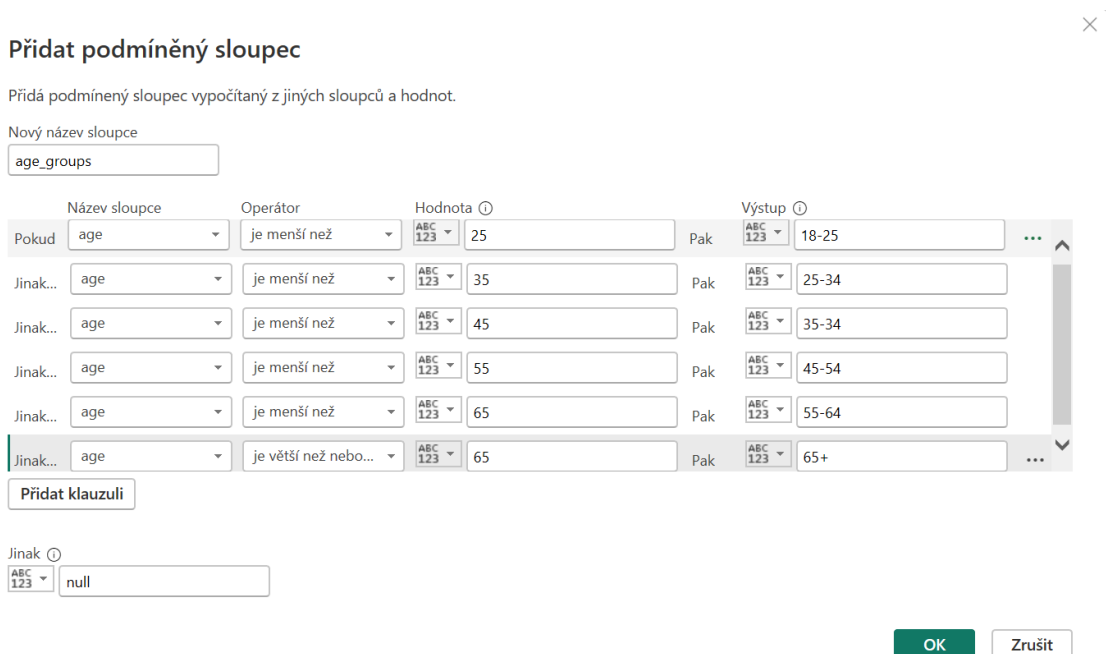 Přidat podmíněný sloupec
Přidá podmínený sloupec vypočítaný z jiných sloupců a hodnot.
Nový název sloupce
age_groups
Název sloupce Operátor Hodnota Výstup
Pokud age je menší než ABC 123 25 Pak ABC 123 18-25 ...
Jinak... age je menší než ABC 123 35 Pak ABC 123 25-34
Jinak... age je menší než ABC 123 45 Pak ABC 123 35-34
Jinak... age je menší než ABC 123 55 Pak ABC 123 45-54
Jinak... age je menší než ABC 123 65 Pak ABC 123 55-64
Jinak... age je větší než nebo... ABC 123 65 Pak ABC 123 65+ ...
Přidat klauzuli
Jinak
ABC 123 null
OK Zrušit